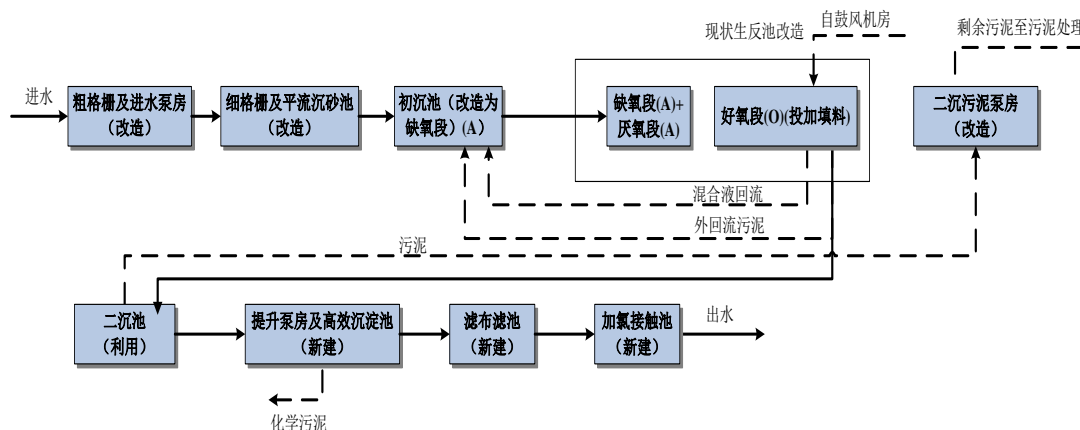 自鼓风机房
现状生反池改造
剩余污泥至污泥处理
进水
粗格栅及进水泵房
（改造）
细格栅及平流沉砂池
（改造）
初沉池（改造为
缺氧段）(A）
缺氧段(A)+
厌氧段(A)
好氧段(O)(投加填料)
二沉污泥泵房
（改造）
混合液回流
外回流污泥
污泥
二沉池
（利用）
提升泵房及高效沉淀池
（新建）
滤布滤池
（新建）
加氯接触池
（新建）
出水
化学污泥